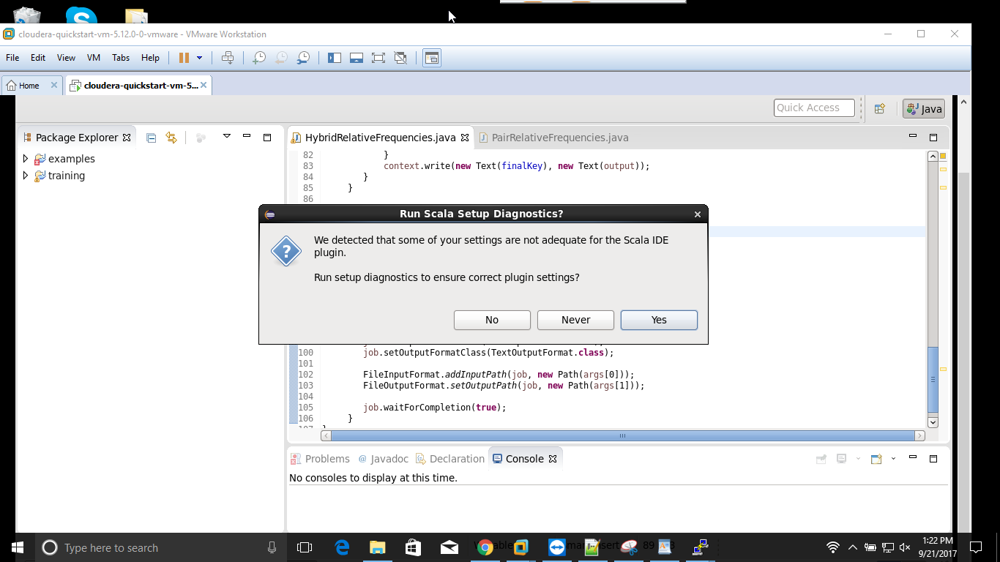 cloudera-quickstart-vm-5.12.0-0-vmware - VMware Workstation
File Edit View VM Tabs Help
Home cloudera-quickstart-vm-5...
Quick Access Java
Package Explorer
examples
training
HybridRelativeFrequencies.java PairRelativeFrequencies.java
82 }
83 context.write(new Text(finalKey), new Text(output));
84 }
85 }
86
Run Scala Setup Diagnostics?
We detected that some of your settings are not adequate for the Scala IDE
plugin.
Run setup diagnostics to ensure correct plugin settings?
No Never Yes
100 job.setOutputFormatClass(TextOutputFormat.class);
101
102 FileInputFormat.addInputPath(job, new Path(args[0]));
103 FileOutputFormat.setOutputPath(job, new Path(args[1]));
104
105 job.waitForCompletion(true);
106 }
Problems @ Javadoc Declaration Console
No consoles to display at this time.
Type here to search
1:22 PM
9/21/2017